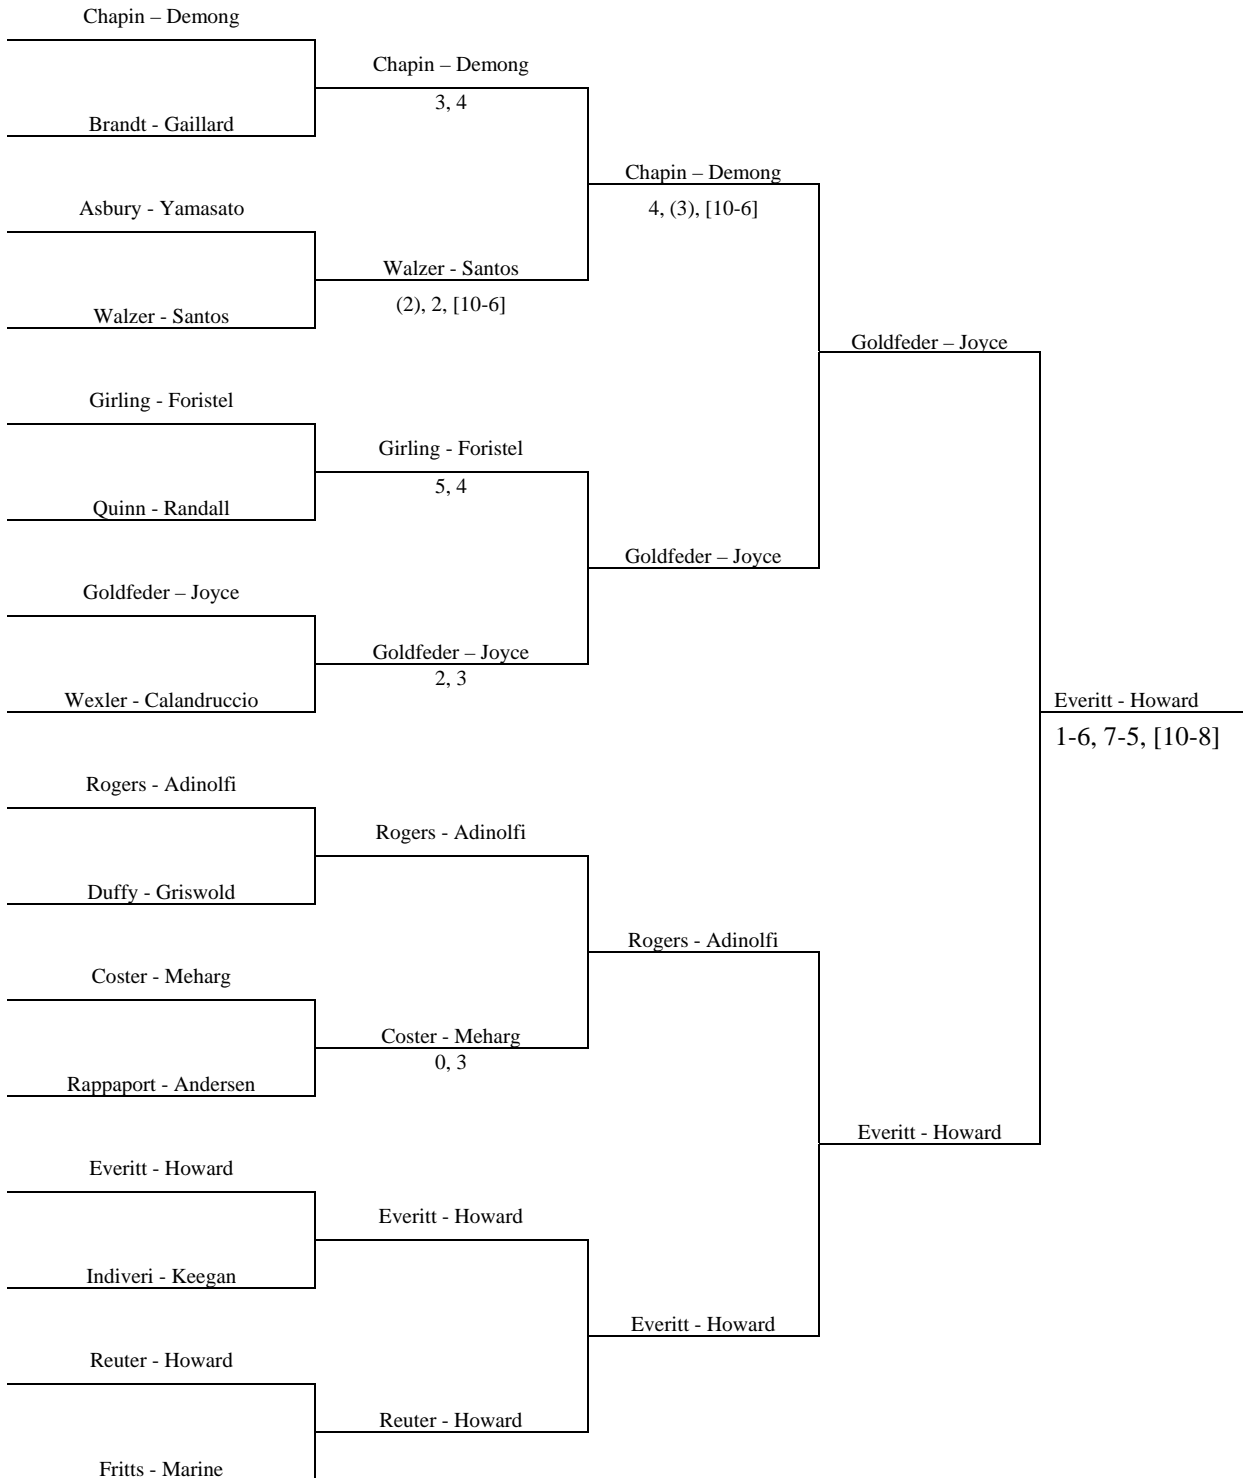 Chapin – Demong
Chapin – Demong
3, 4
Brandt - Gaillard
Chapin – Demong
4, (3), [10-6]
Asbury - Yamasato
Walzer - Santos
(2), 2, [10-6]
Walzer - Santos
Goldfeder – Joyce
Girling - Foristel
Girling - Foristel
5, 4
Quinn - Randall
Goldfeder – Joyce
Goldfeder – Joyce
Goldfeder – Joyce
2, 3
Wexler - Calandruccio
Everitt - Howard
1-6, 7-5, [10-8]
Rogers - Adinolfi
Rogers - Adinolfi
Duffy - Griswold
Rogers - Adinolfi
Coster - Meharg
Coster - Meharg
0, 3
Rappaport - Andersen
Everitt - Howard
Everitt - Howard
Everitt - Howard
Indiveri - Keegan
Everitt - Howard
Reuter - Howard
Reuter - Howard
Fritts - Marine